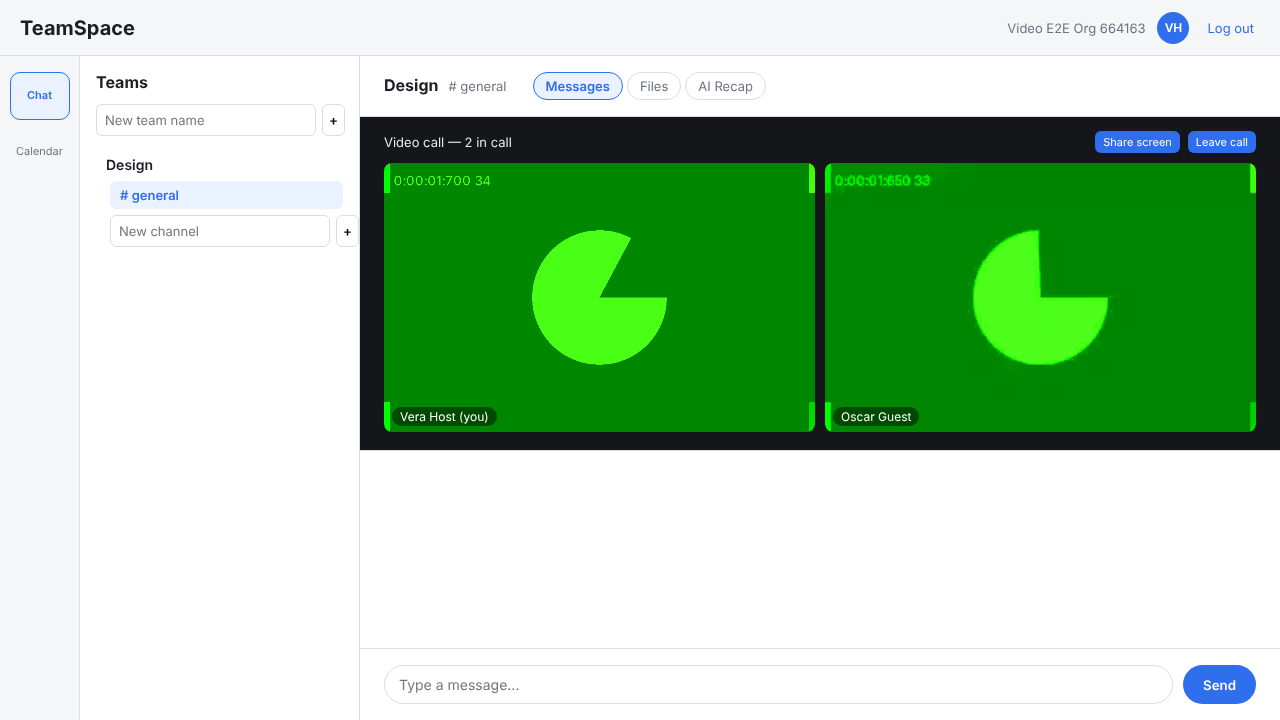 TeamSpace
Video E2E Org 664163
VH
Log out
Chat
Calendar
Teams
New team name
+
Design
# general
New channel
+
Design # general
Messages
Files
AI Recap
Video call — 2 in call
Share screen
Leave call
0:00:01:700 34
Vera Host (you)
0:00:01:650 33
Oscar Guest
Type a message...
Send